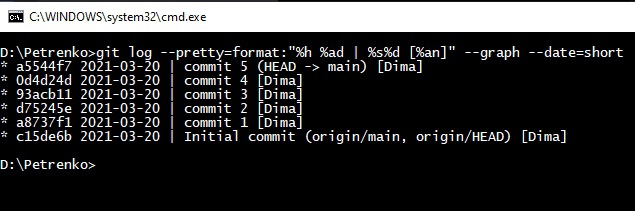 C:\WINDOWS\system32\cmd.exe
D:\Petrenko>git log --pretty=format:"%h %ad | %s%d [%an]" --graph --date=short
* a5544f7 2021-03-20 | commit 5 (HEAD -> main) [Dima]
* 0d4d24d 2021-03-20 | commit 4 [Dima]
* 93acb11 2021-03-20 | commit 3 [Dima]
* d75245e 2021-03-20 | commit 2 [Dima]
* a8737f1 2021-03-20 | commit 1 [Dima]
* c15de6b 2021-03-20 | Initial commit (origin/main, origin/HEAD) [Dima]
D:\Petrenko>